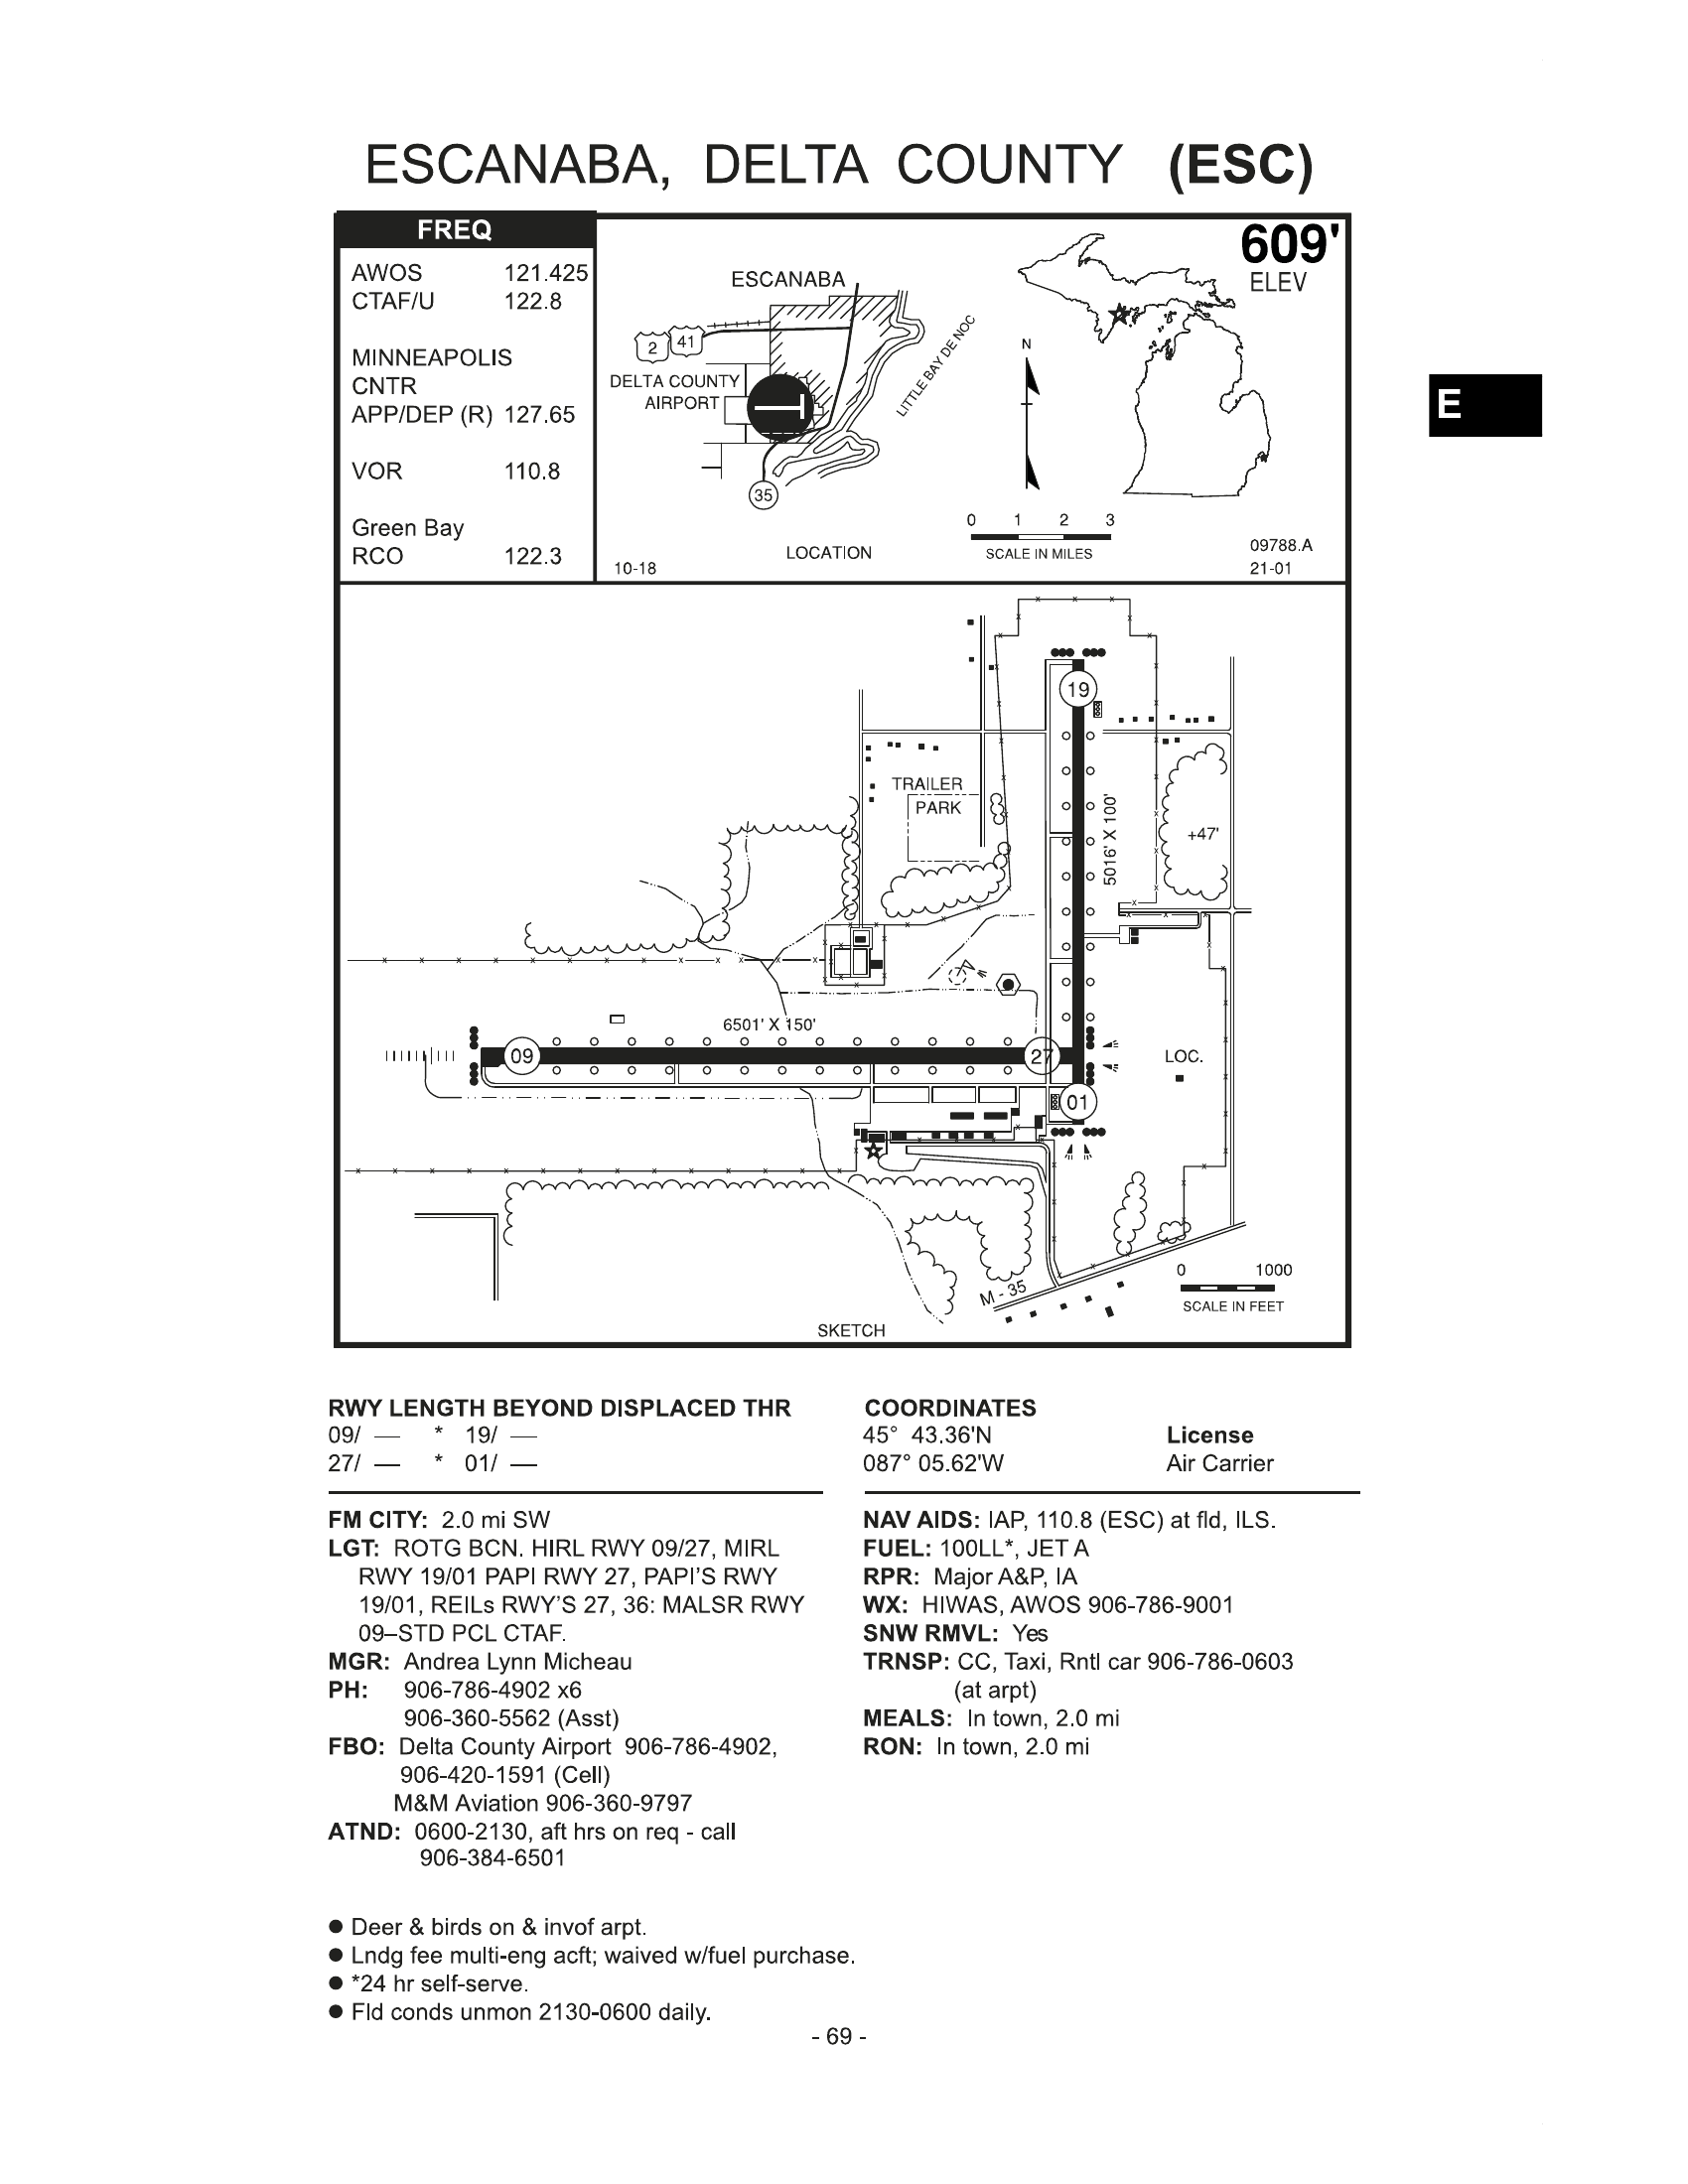 ESCANABA, DELTA COUNTY (ESC)
FREQ
AWOS 121.425
CTAF/U 122.8
MINNEAPOLIS
CNTR
APP/DEP (R) 127.65
VOR 110.8
Green Bay
RCO 122.3
ESCANABA
2 41
DELTA COUNTY
AIRPORT
LITTLE BAY DE NOC
35
LOCATION
10-18
N
0 1 2 3
SCALE IN MILES
609'
ELEV
09788.A
21-01
E
19
TRAILER
PARK
5016' X 100'
+47'
6501' X 150'
09
27
LOC.
01
M - 35
0 1000
SCALE IN FEET
SKETCH
RWY LENGTH BEYOND DISPLACED THR
09/ — * 19/ —
27/ — * 01/ —
COORDINATES
45° 43.36'N
087° 05.62'W
License
Air Carrier
FM CITY: 2.0 mi SW
LGT: ROTG BCN. HIRL RWY 09/27, MIRL
RWY 19/01 PAPI RWY 27, PAPI'S RWY
19/01, REILs RWY'S 27, 36: MALSR RWY
09–STD PCL CTAF.
MGR: Andrea Lynn Micheau
PH: 906-786-4902 x6
906-360-5562 (Asst)
FBO: Delta County Airport 906-786-4902,
906-420-1591 (Cell)
M&M Aviation 906-360-9797
ATND: 0600-2130, aft hrs on req - call
906-384-6501
NAV AIDS: IAP, 110.8 (ESC) at fld, ILS.
FUEL: 100LL*, JET A
RPR: Major A&P, IA
WX: HIWAS, AWOS 906-786-9001
SNW RMVL: Yes
TRNSP: CC, Taxi, Rntl car 906-786-0603
(at arpt)
MEALS: In town, 2.0 mi
RON: In town, 2.0 mi
● Deer & birds on & invof arpt.
● Lndg fee multi-eng acft; waived w/fuel purchase.
● *24 hr self-serve.
● Fld conds unmon 2130-0600 daily.
- 69 -